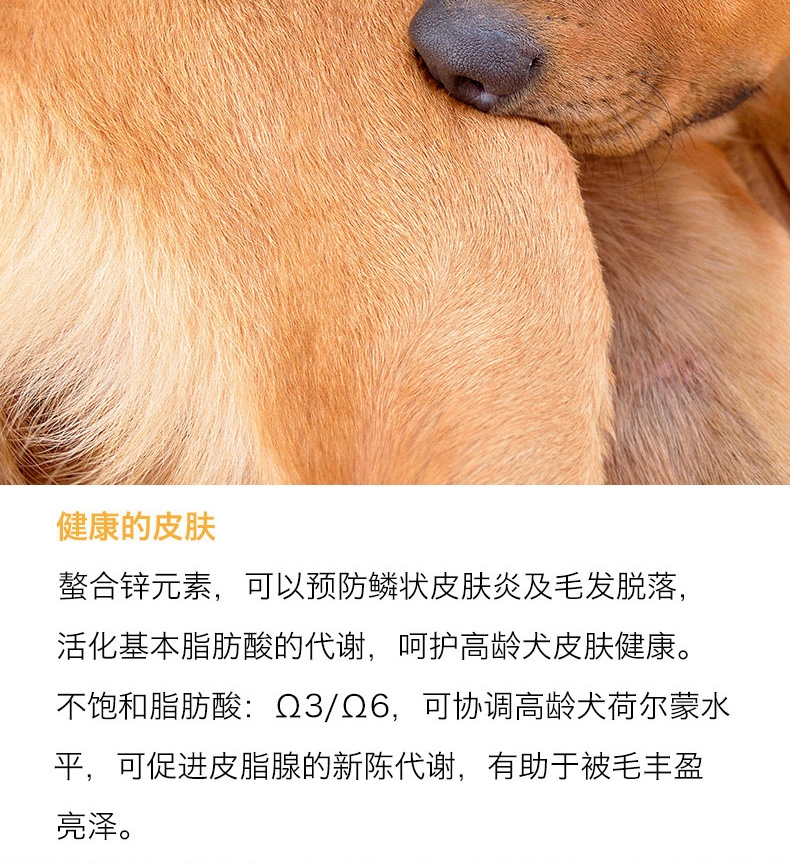 健康的皮肤
螯合锌元素，可以预防鳞状皮肤炎及毛发脱落，
活化基本脂肪酸的代谢，呵护高龄犬皮肤健康。
不饱和脂肪酸：Ω3/Ω6，可协调高龄犬荷尔蒙水
平，可促进皮脂腺的新陈代谢，有助于被毛丰盈
亮泽。